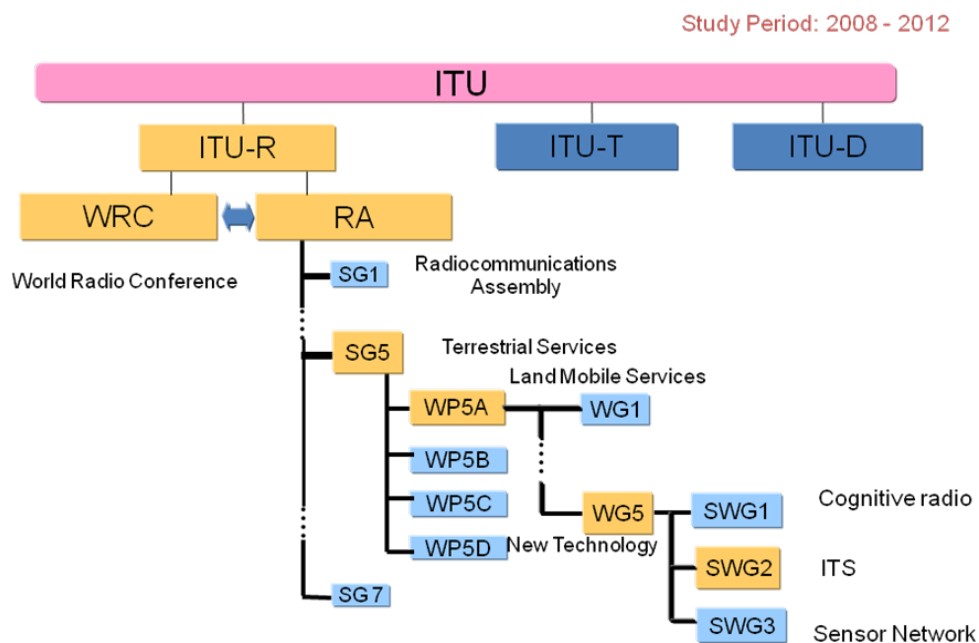 Study Period: 2008 - 2012
ITU
ITU-R
ITU-T
ITU-D
WRC
RA
World Radio Conference
SG1
Radiocommunications
Assembly
SG5
Terrestrial Services
Land Mobile Services
WP5A
WG1
WP5B
WP5C
WG5
SWG1
Cognitive radio
WP5D
New Technology
SWG2
ITS
SG7
SWG3
Sensor Network